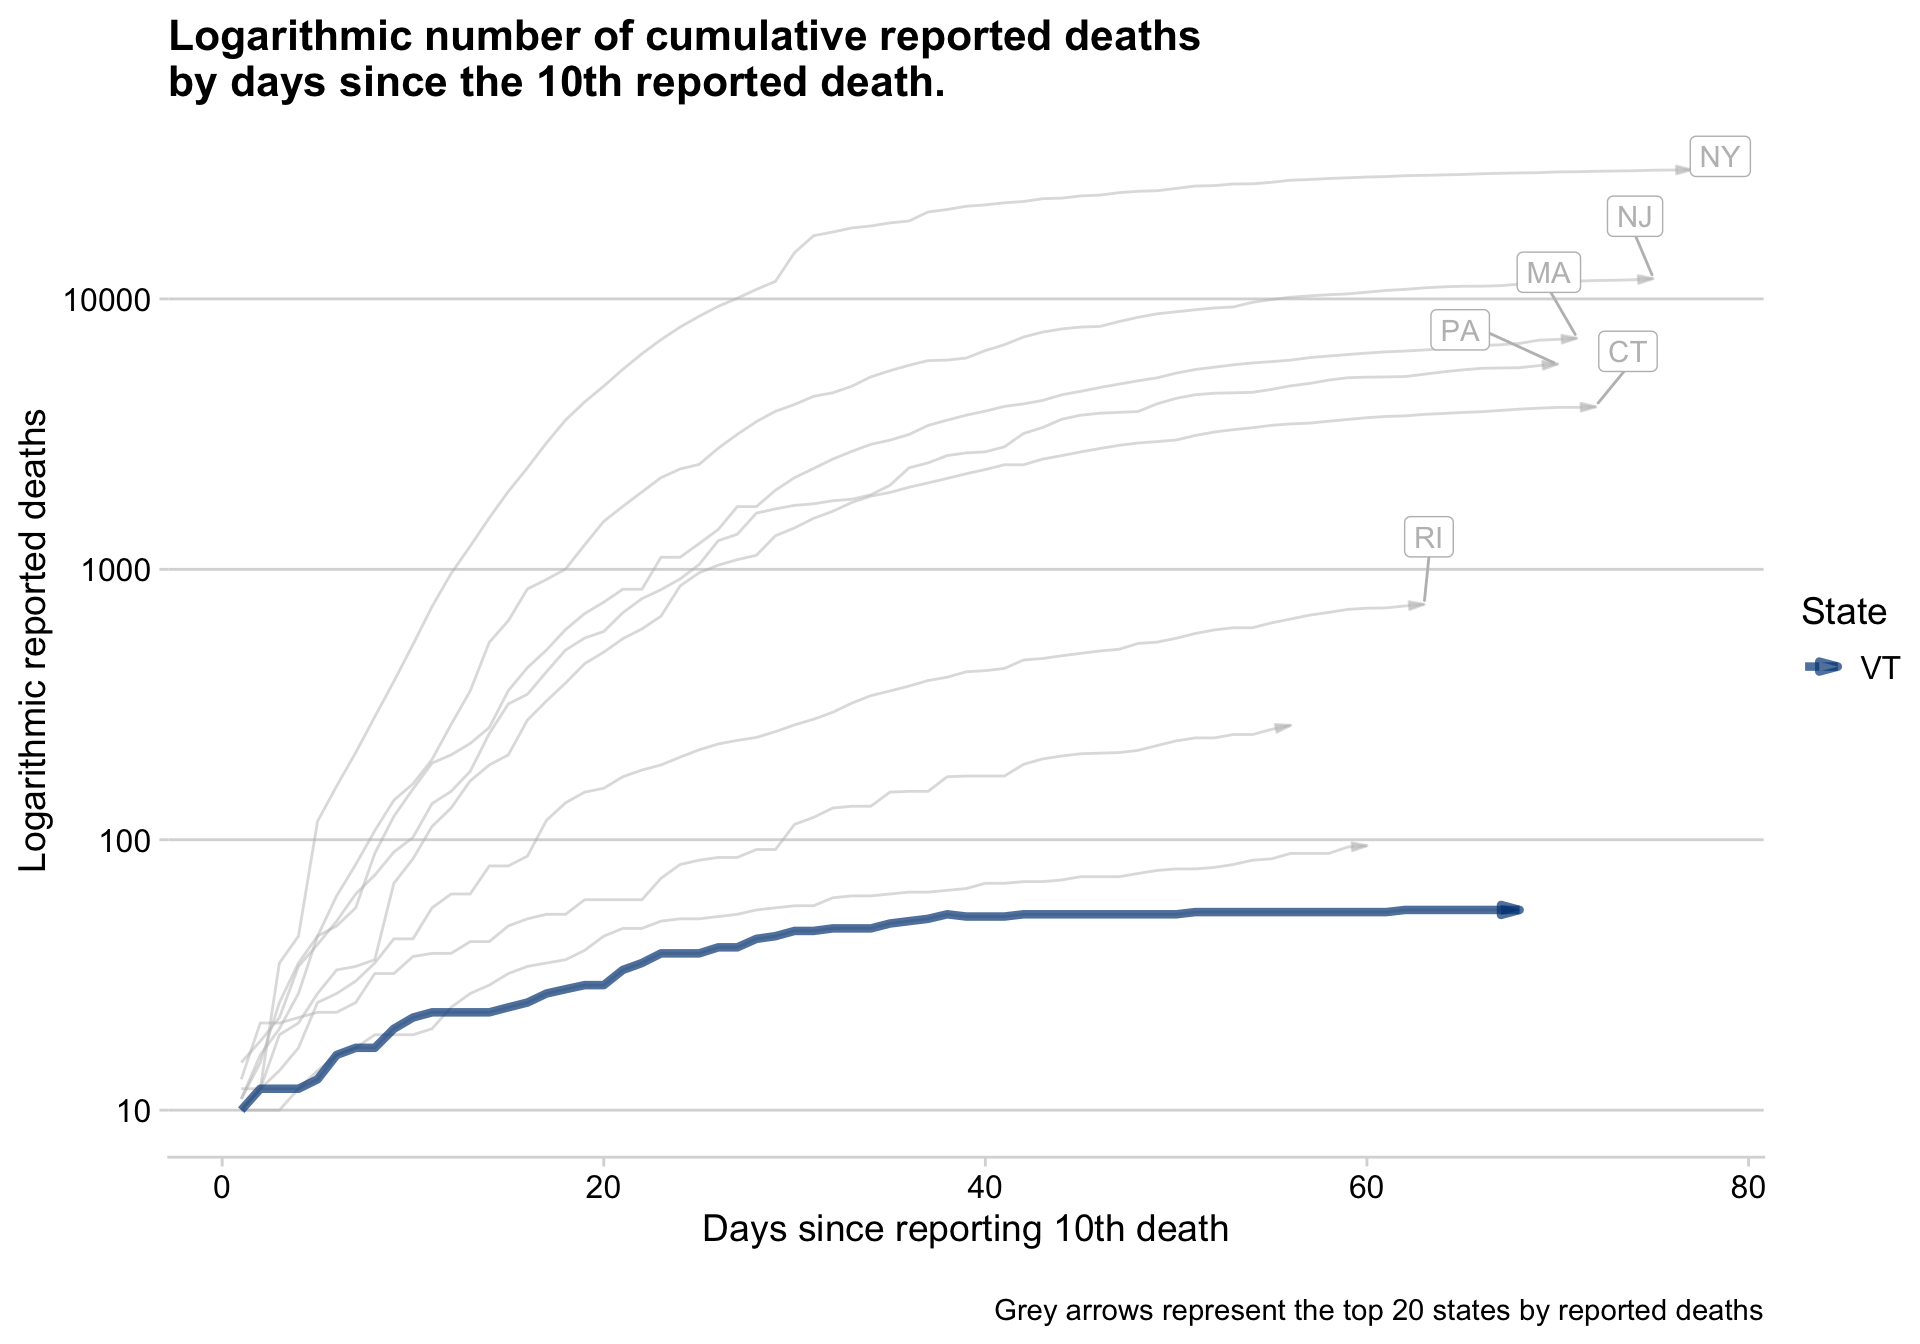 Logarithmic number of cumulative reported deaths
by days since the 10th reported death.
NY
NJ
MA
PA
CT
RI
10000
1000
100
10
Logarithmic reported deaths
0 20 40 60 80
Days since reporting 10th death
State
VT
Grey arrows represent the top 20 states by reported deaths